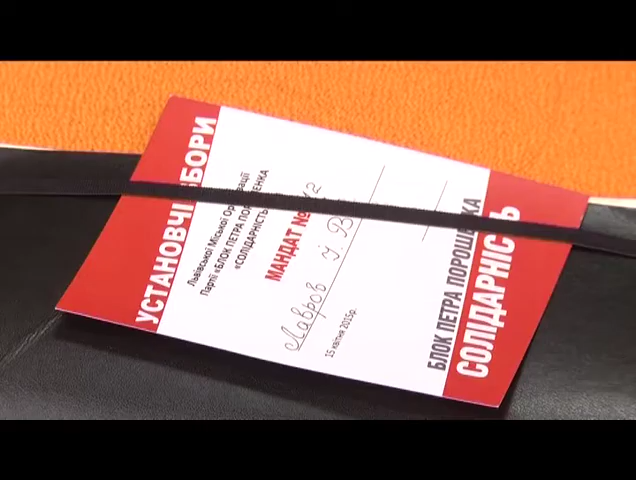 УСТАНОВЧІ ЗБОРИ
Львівської Міської Організації
Партії «БЛОК ПЕТРА ПОРОШЕНКА
«СОЛІДАРНІСТЬ
МАНДАТ №
Лавров І. В
15 квітня 2015р.
БЛОК ПЕТРА ПОРОШЕНКА
СОЛІДАРНІСТЬ